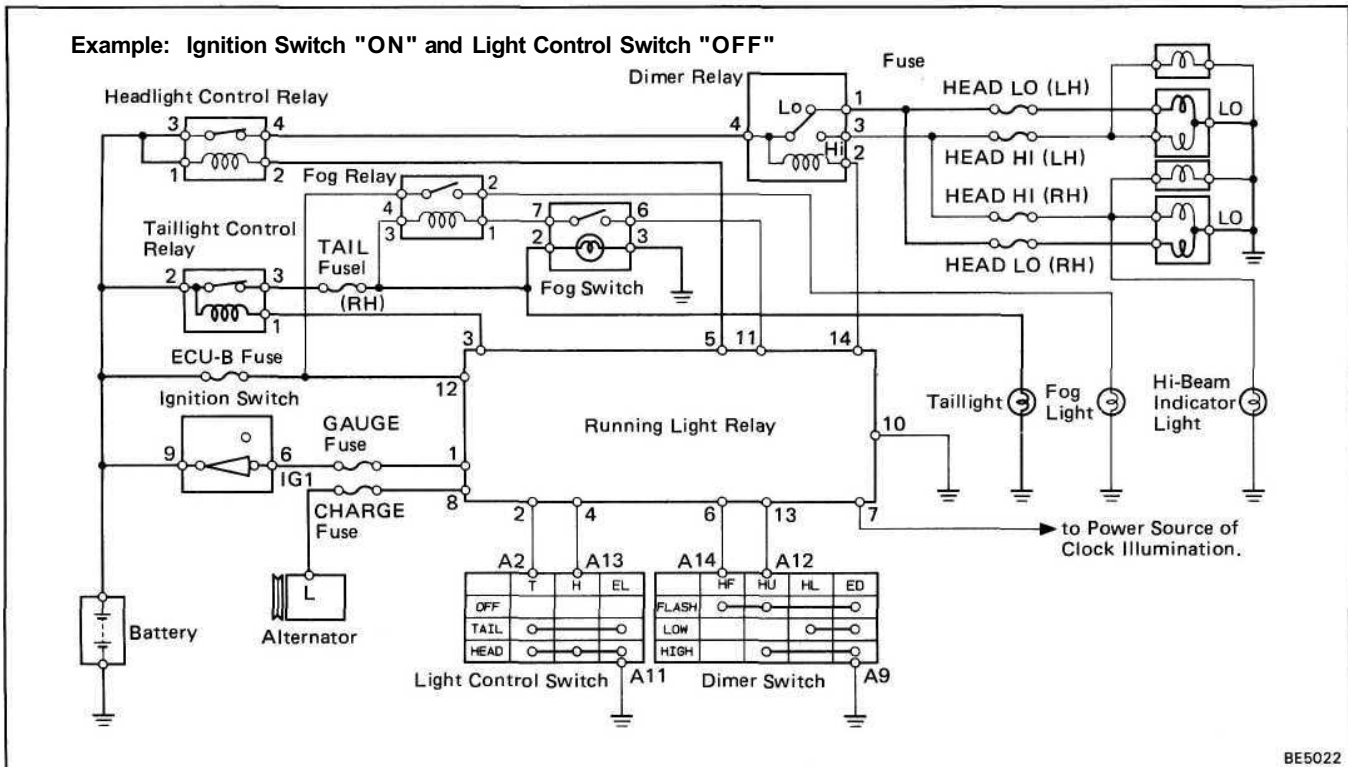 Example: Ignition Switch "ON" and Light Control Switch "OFF"
Headlight Control Relay
3
4
1
2
Dimer Relay
Lo
1
4
3
Hi
2
Fuse
HEAD LO (LH)
HEAD HI (LH)
HEAD HI (RH)
HEAD LO (RH)
LO
LO
Fog Relay
2
4
3
1
7
6
2
3
Fog Switch
Taillight Control
Relay
2
3
1
TAIL
Fusel
(RH)
ECU-B Fuse
Ignition Switch
9
6
IG1
GAUGE
Fuse
CHARGE
Fuse
3
5
11
14
12
1
8
10
Running Light Relay
2
4
6
13
7
Taillight
Fog
Light
Hi-Beam
Indicator
Light
to Power Source of
Clock Illumination.
Battery
L
Alternator
A2
A13
T H EL
OFF
TAIL
HEAD
A11
Light Control Switch
A14
A12
HF HU HL ED
FLASH
LOW
HIGH
A9
Dimer Switch
BE5022